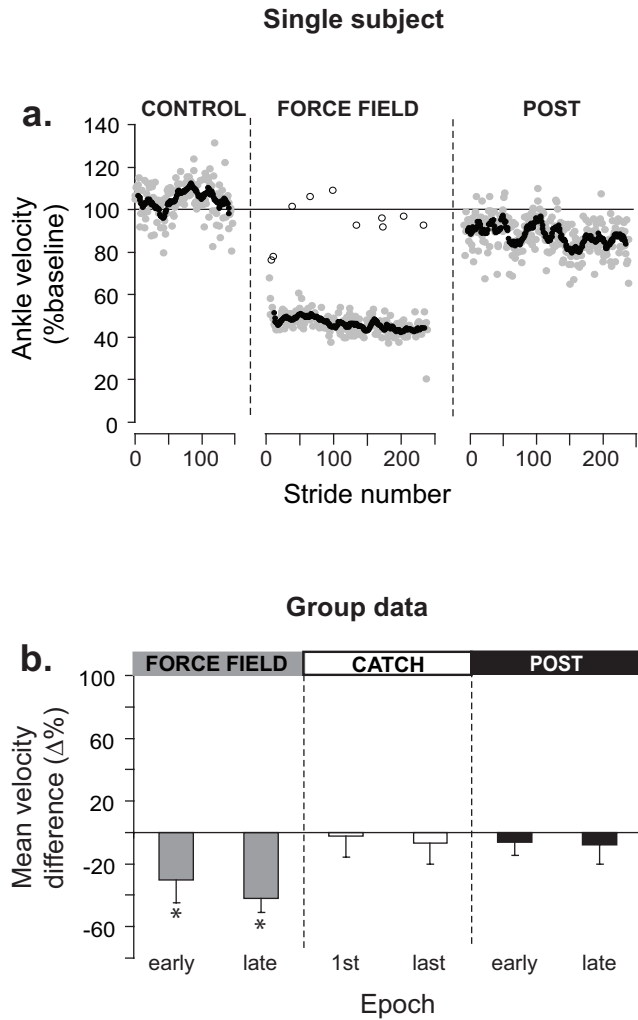 Single subject
a.
CONTROL FORCE FIELD POST
140
120
100
80
60
40
20
0
Ankle velocity
(%baseline)
0 100 0 100 200 0 100 200
Stride number
Group data
b.
FORCE FIELD CATCH POST
100
60
20
-20
-60
Mean velocity
difference (Δ%)
* *
early late 1st last early late
Epoch